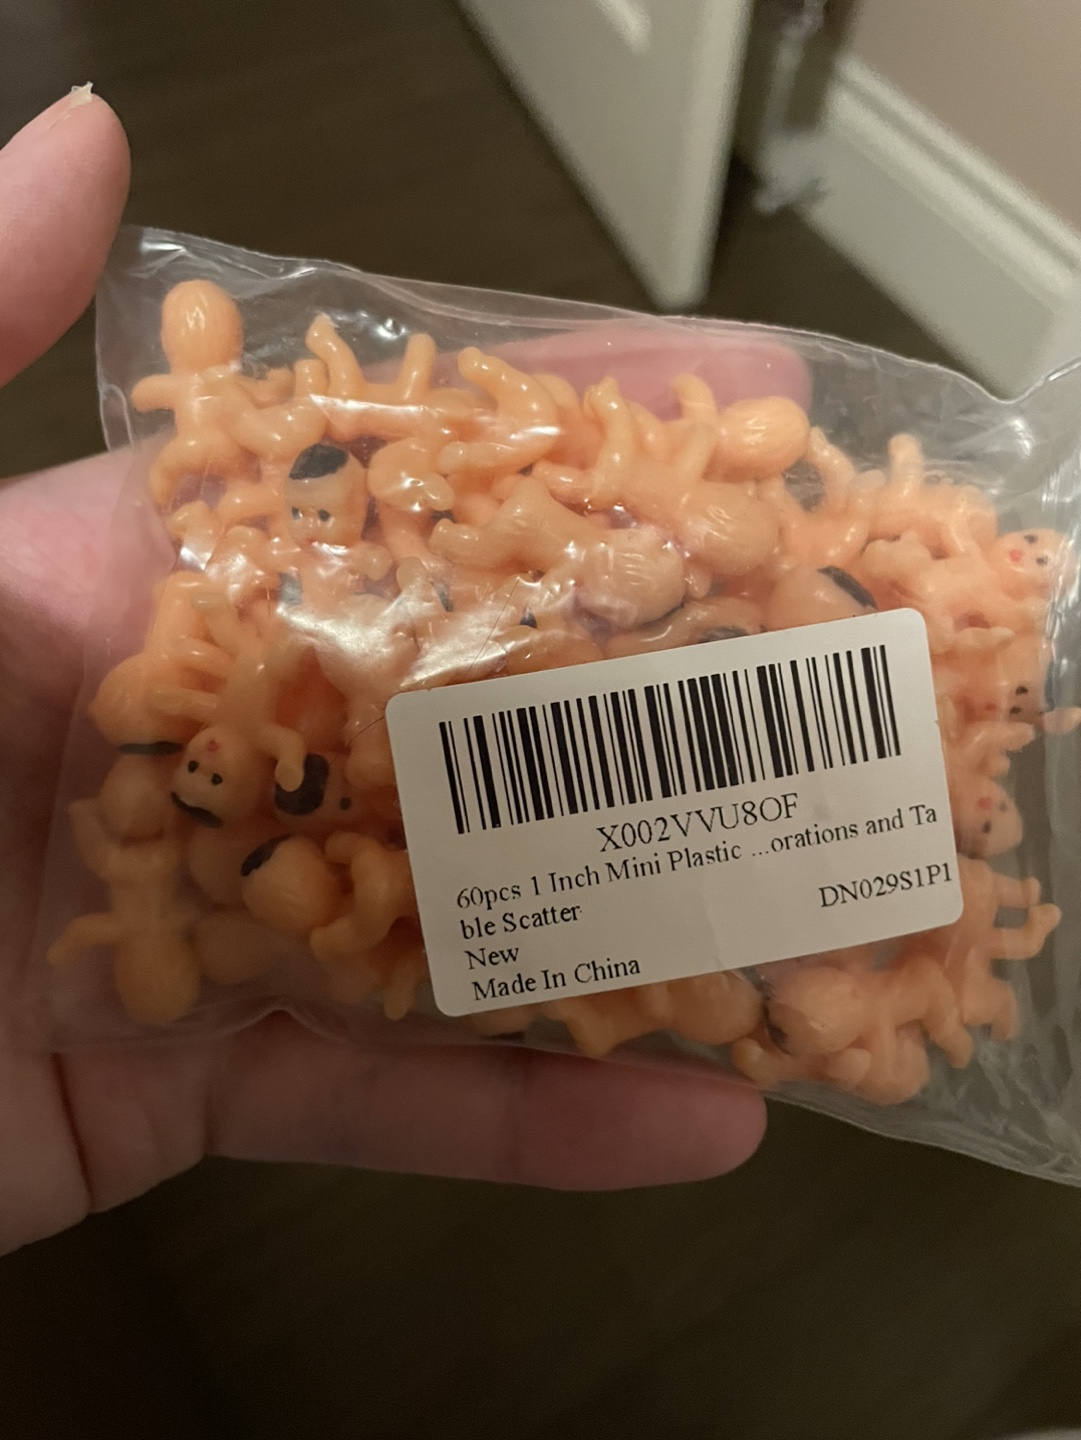 X002VVU8OF
60pcs 1 Inch Mini Plastic ...orations and Ta
ble Scatter
New
DN029S1P1
Made In China